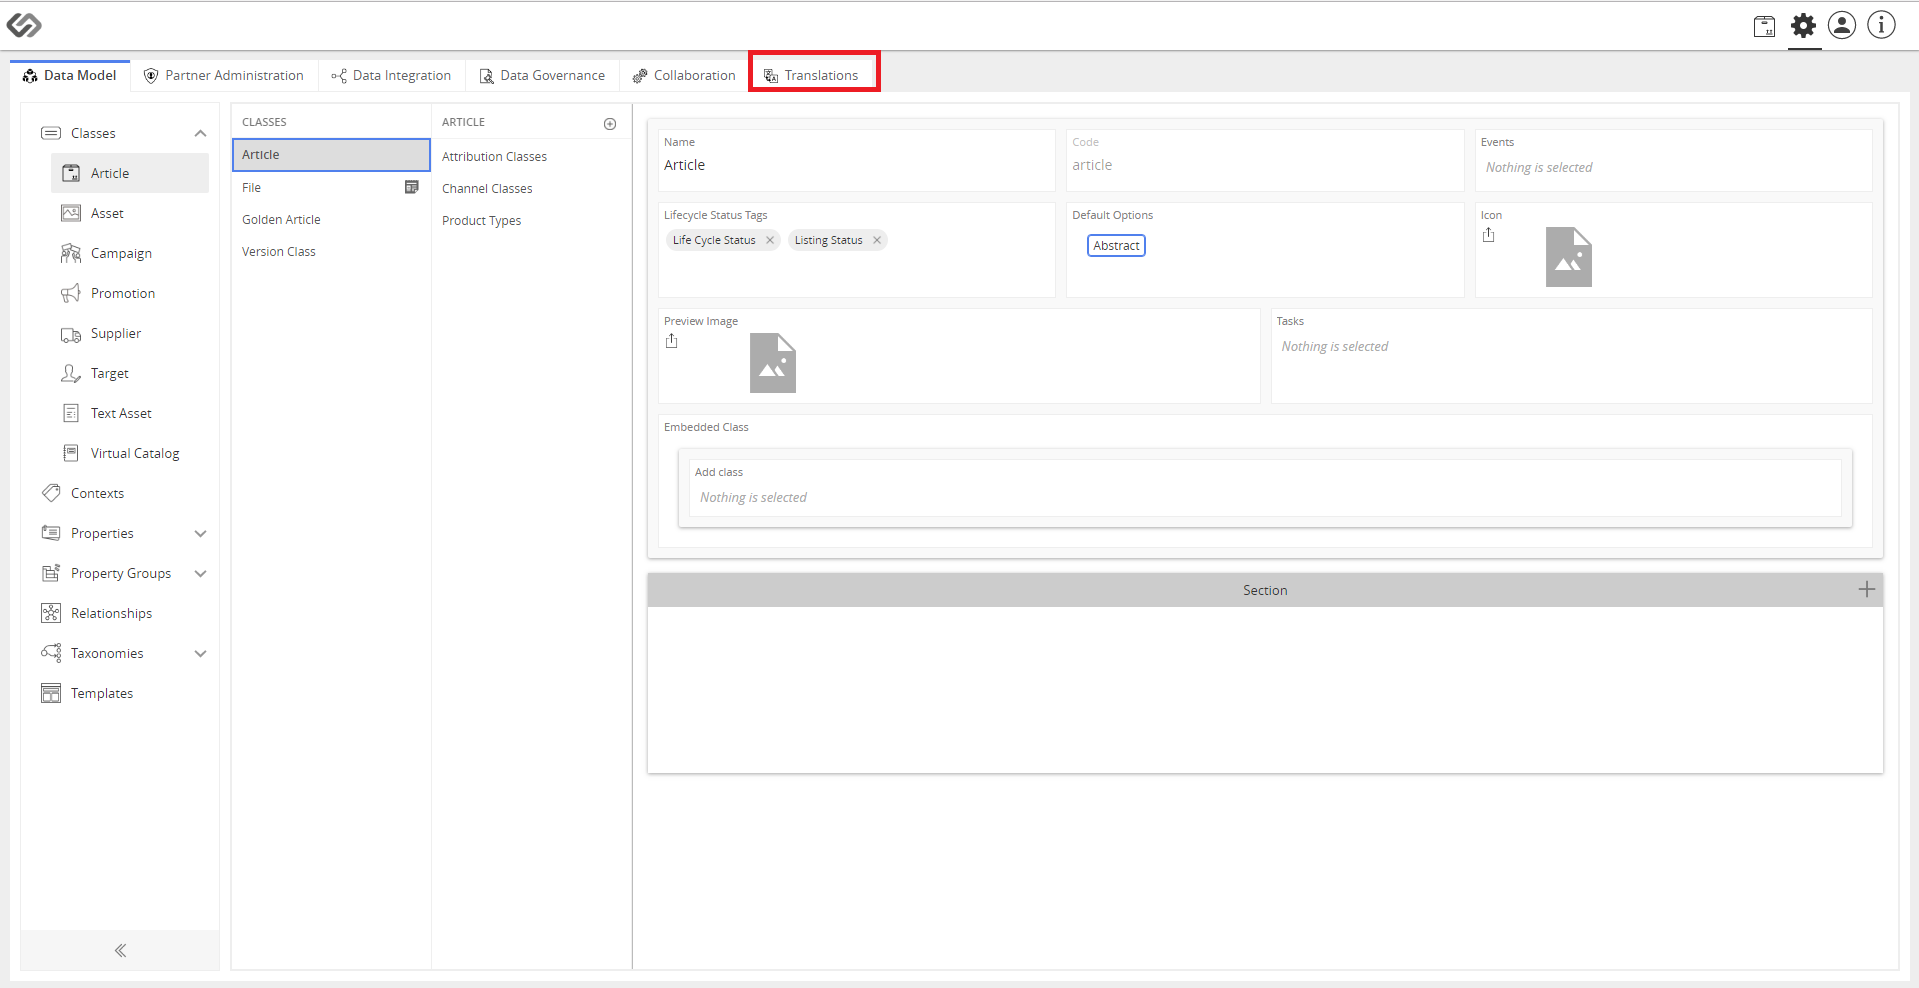 Data Model
Partner Administration
Data Integration
Data Governance
Collaboration
Translations
Classes
Article
Asset
Campaign
Promotion
Supplier
Target
Text Asset
Virtual Catalog
Contexts
Properties
Property Groups
Relationships
Taxonomies
Templates
CLASSES
Article
File
Golden Article
Version Class
ARTICLE
Attribution Classes
Channel Classes
Product Types
Name
Article
Code
article
Events
Nothing is selected
Lifecycle Status Tags
Life Cycle Status
Listing Status
Default Options
Abstract
Icon
Preview Image
Tasks
Nothing is selected
Embedded Class
Add class
Nothing is selected
Section